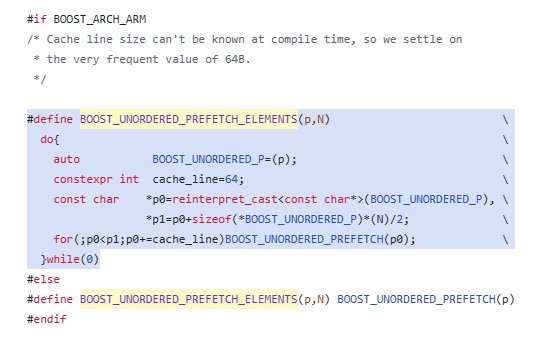 #if BOOST_ARCH_ARM
/* Cache line size can't be known at compile time, so we settle on
 * the very frequent value of 64B.
 */
#define BOOST_UNORDERED_PREFETCH_ELEMENTS(p,N)                          \
  do{                                                                   \
    auto           BOOST_UNORDERED_P=(p);                               \
    constexpr int  cache_line=64;                                       \
    const char    *p0=reinterpret_cast<const char*>(BOOST_UNORDERED_P), \
                  *p1=p0+sizeof(*BOOST_UNORDERED_P)*(N)/2;              \
    for(;p0<p1;p0+=cache_line)BOOST_UNORDERED_PREFETCH(p0);             \
  }while(0)
#else
#define BOOST_UNORDERED_PREFETCH_ELEMENTS(p,N) BOOST_UNORDERED_PREFETCH(p)
#endif